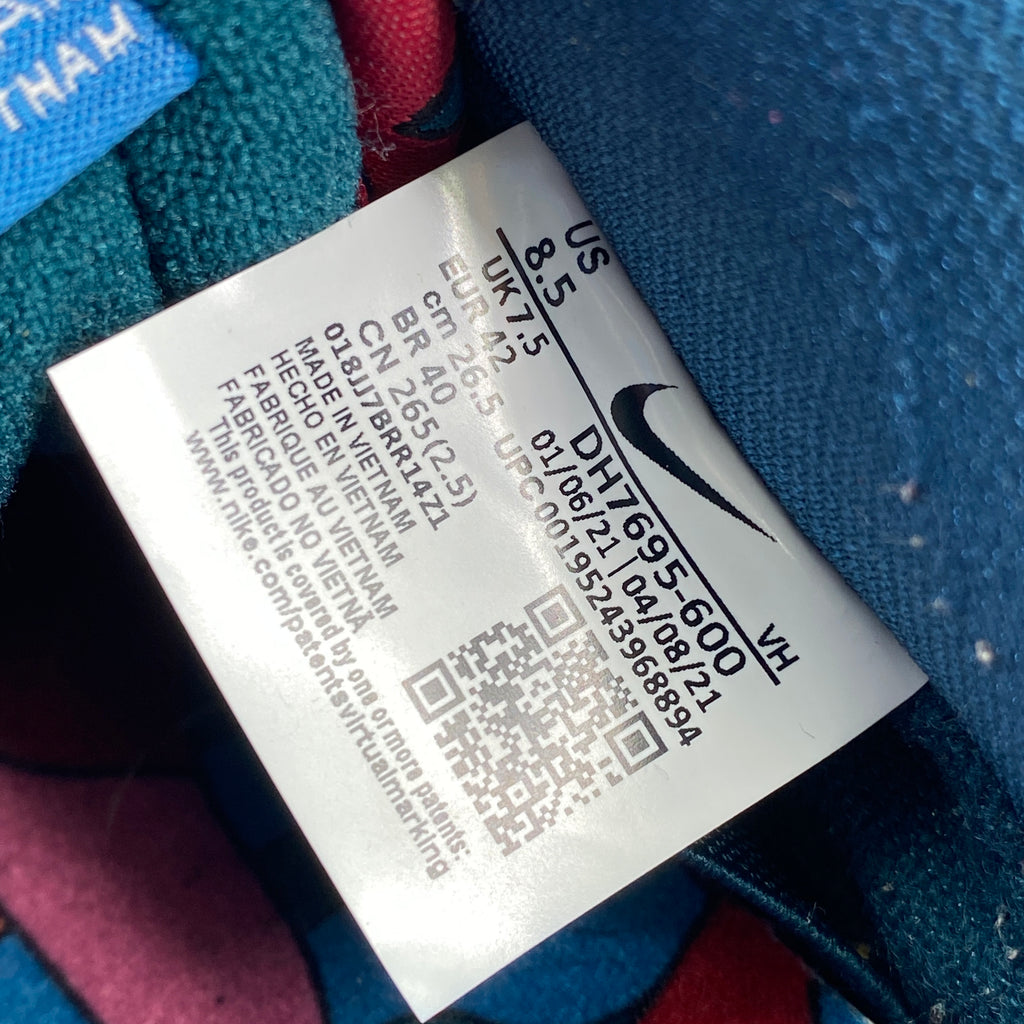 TNAM
US
8.5
VH
UK 7.5
DH7695-600
EUR 42
01/06/21 | 04/08/21
cm 26.5
UPC 00195243968894
BR 40
CN 265(2.5)
018JJ7BRR14Z1
MADE IN VIETNAM
HECHO EN VIETNAM
FABRIQUE AU VIETNAM
FABRICADO NO VIETNÃ
This product is covered by one or more patents:
www.nike.com/patentsvirtualmarking